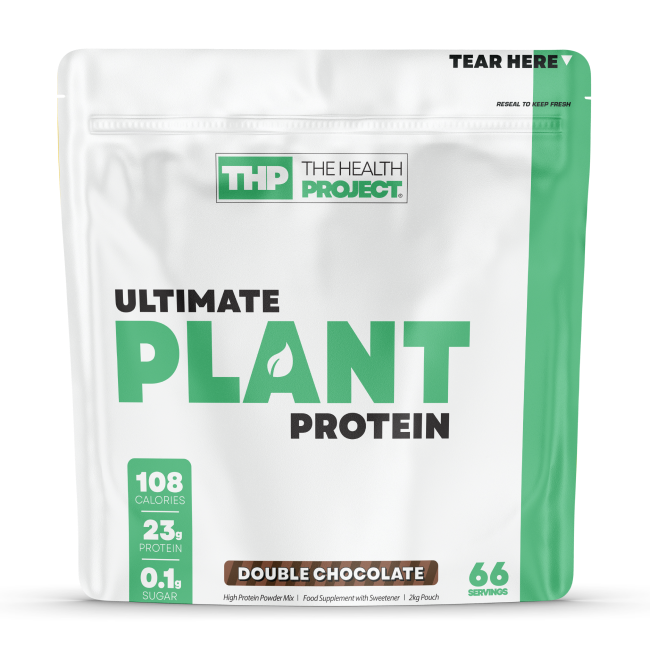 TEAR HERE
RESEAL TO KEEP FRESH
THP THE HEALTH
PROJECT®
ULTIMATE
PLANT
PROTEIN
108
CALORIES
23g
PROTEIN
0.1g
SUGAR
DOUBLE CHOCOLATE
High Protein Powder Mix | Food Supplement with Sweetener | 2kg Pouch
66
SERVINGS